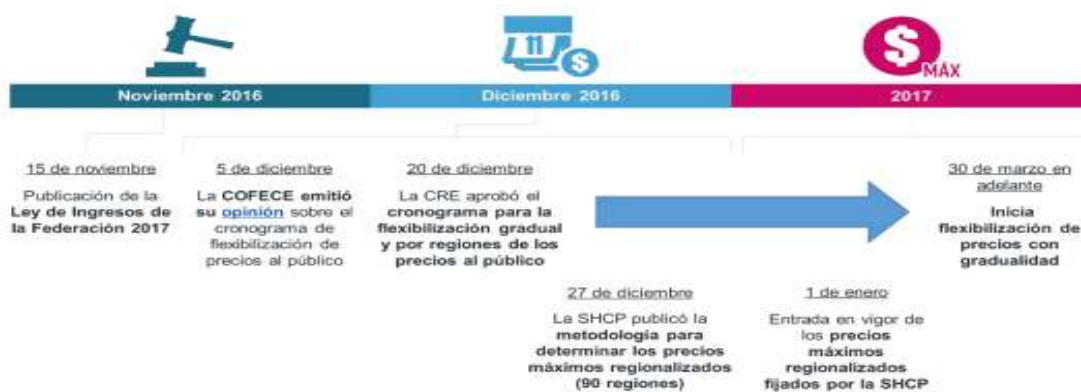 11
$
$
MÁX
Noviembre 2016
Diciembre 2016
2017
15 de noviembre
Publicación de la
Ley de Ingresos de
la Federación 2017
5 de diciembre
La COFECE emitió
su opinión sobre el
cronograma de
flexibilización de
precios al público
20 de diciembre
La CRE aprobó el
cronograma para la
flexibilización gradual
y por regiones de los
precios al público
30 de marzo en
adelante
Inicia
flexibilización de
precios con
gradualidad
27 de diciembre
La SHCP publicó la
metodología para
determinar los precios
máximos regionalizados
(90 regiones)
1 de enero
Entrada en vigor de
los precios
máximos
regionalizados
fijados por la SHCP